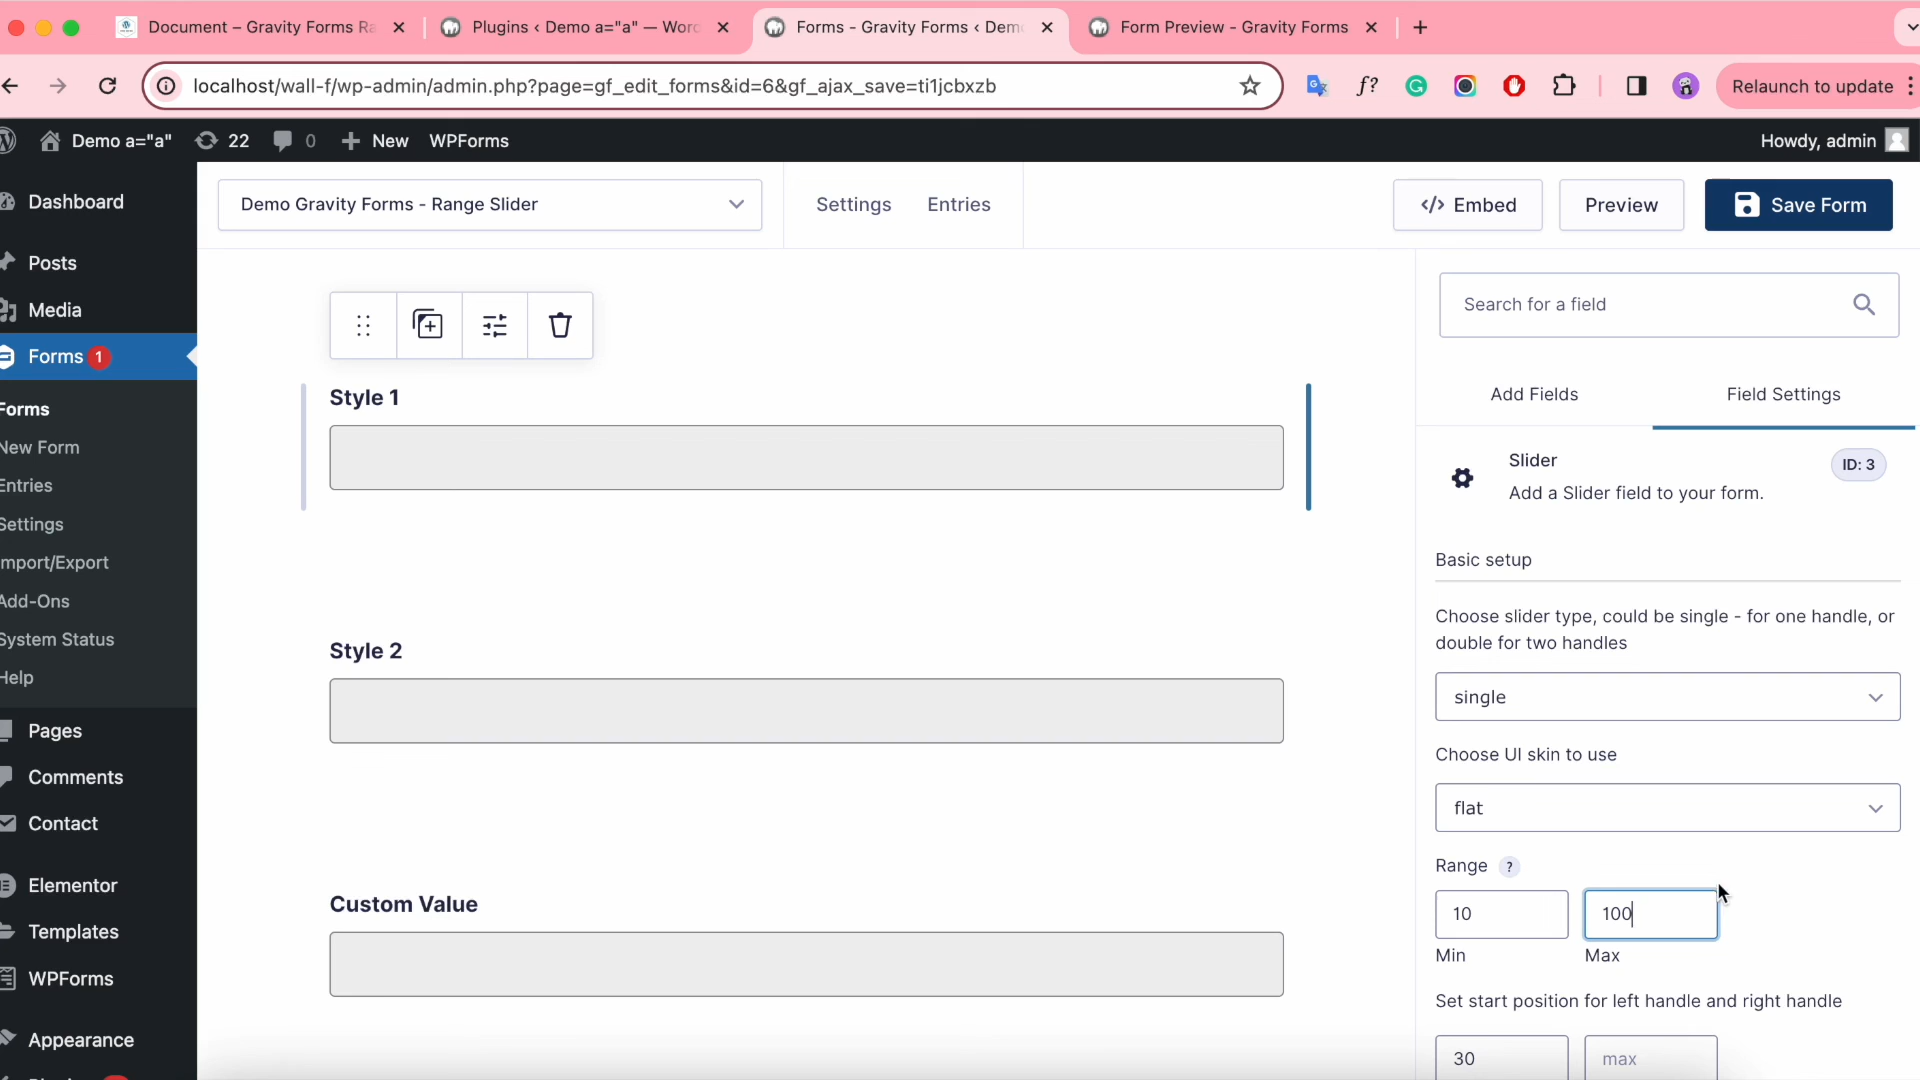 Document – Gravity Forms Ra
Plugins ‹ Demo a="a" — Worc
Forms - Gravity Forms ‹ Dem
Form Preview - Gravity Forms
localhost/wall-f/wp-admin/admin.php?page=gf_edit_forms&id=6&gf_ajax_save=ti1jcbxzb
f?
Relaunch to update
Demo a="a"
22
0
New
WPForms
Howdy, admin
Dashboard
Posts
Media
Forms 1
Forms
New Form
Entries
Settings
Import/Export
Add-Ons
System Status
Help
Pages
Comments
Contact
Elementor
Templates
WPForms
Appearance
Demo Gravity Forms - Range Slider
Settings
Entries
</> Embed
Preview
Save Form
Style 1
Style 2
Custom Value
Search for a field
Add Fields
Field Settings
Slider
ID: 3
Add a Slider field to your form.
Basic setup
Choose slider type, could be single - for one handle, or
double for two handles
single
Choose UI skin to use
flat
Range ?
10
100
Min
Max
Set start position for left handle and right handle
30
max